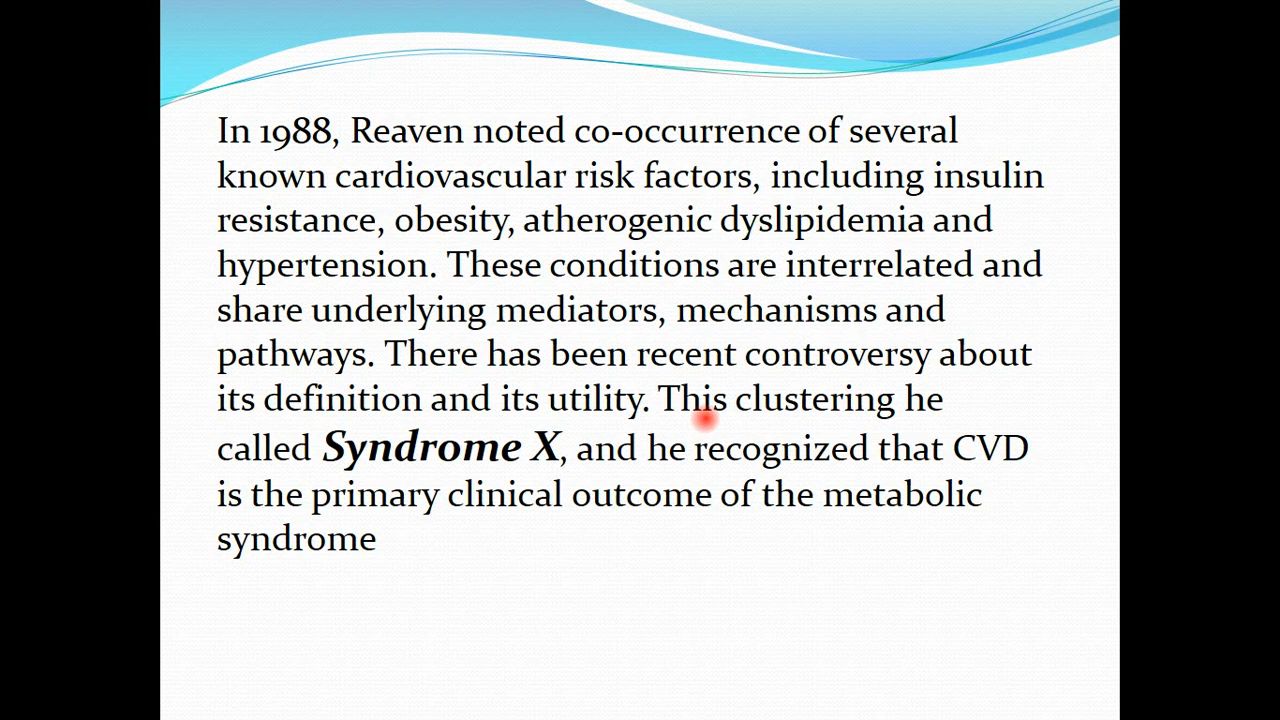 In 1988, Reaven noted co-occurrence of several
known cardiovascular risk factors, including insulin
resistance, obesity, atherogenic dyslipidemia and
hypertension. These conditions are interrelated and
share underlying mediators, mechanisms and
pathways. There has been recent controversy about
its definition and its utility. This clustering he
called Syndrome X, and he recognized that CVD
is the primary clinical outcome of the metabolic
syndrome